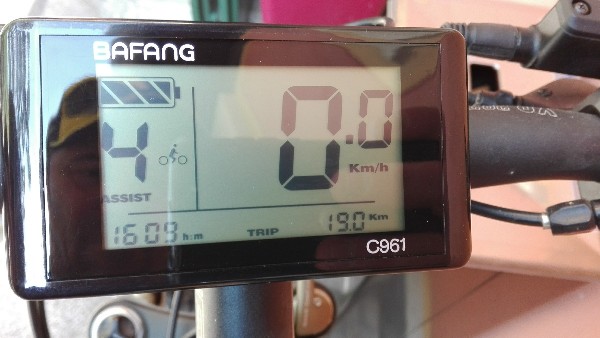 BAFANG
4
0.0
Km/h
ASSIST
1609 h:m TRIP 19.0 Km
C961